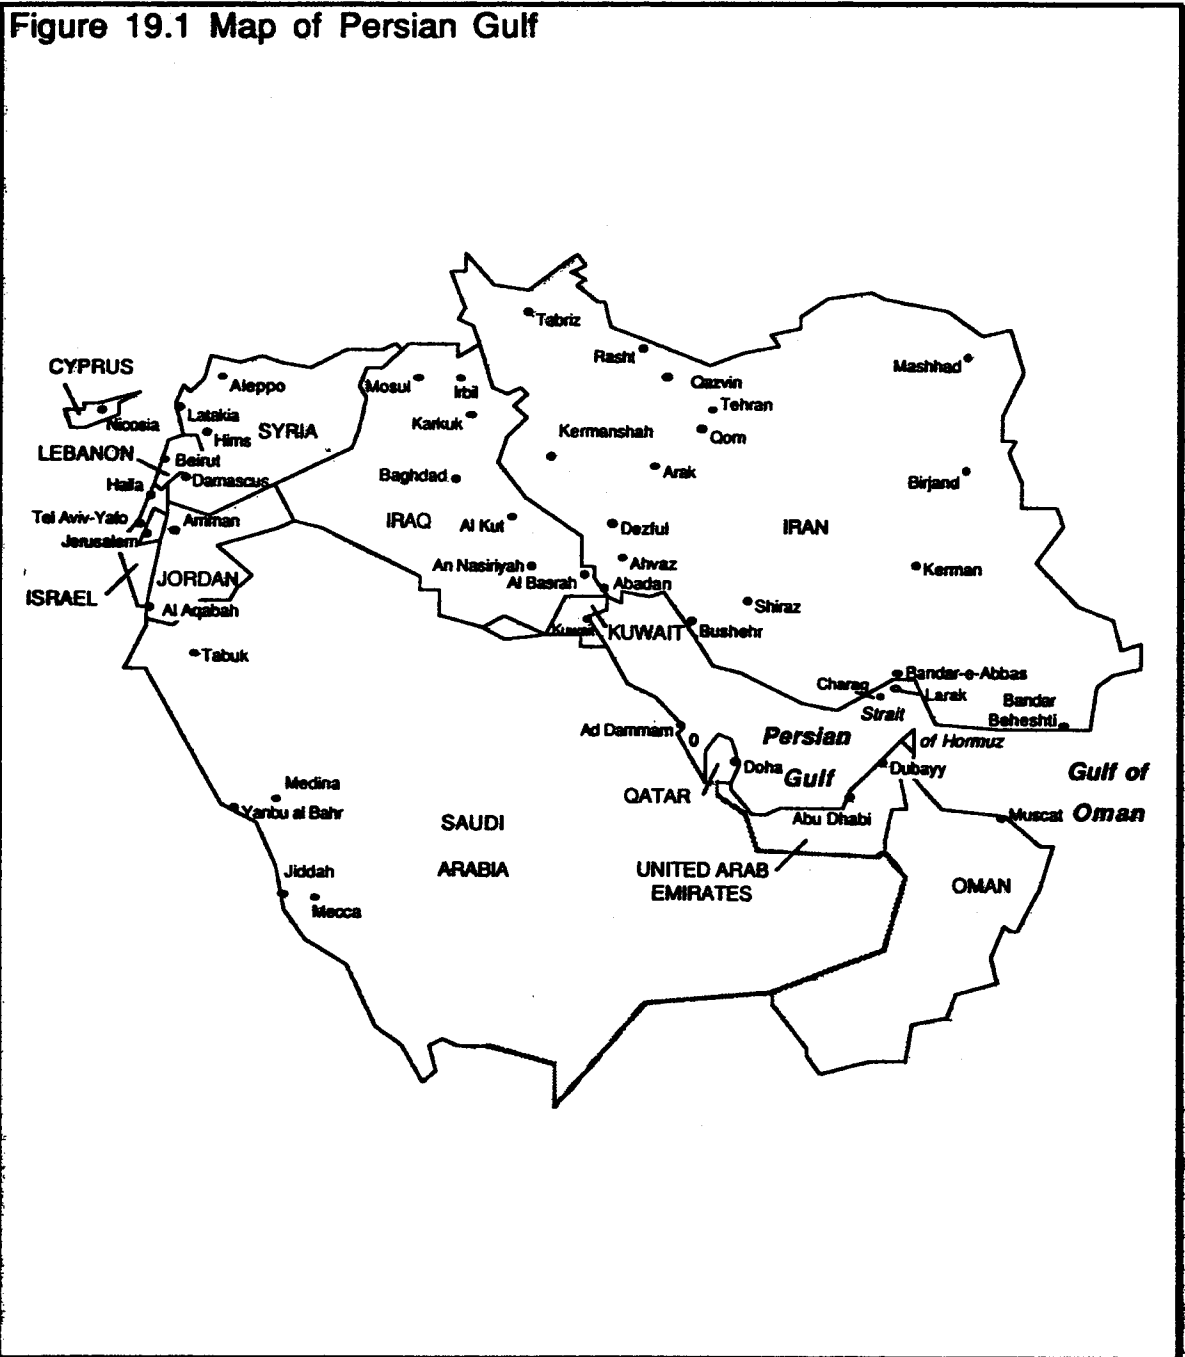 Figure 19.1 Map of Persian Gulf
Tabriz
Rasht
CYPRUS
Mashhad
Aleppo
Mosul
Irbil
Qazvin
Tehran
Nicosia
Latakia
Karkuk
Hims
SYRIA
Kermanshah
Qom
LEBANON
Beirut
Arak
Haifa
Damascus
Baghdad
Birjand
Tel Aviv-Yafo
Amman
IRAQ
Al Kut
Dezful
IRAN
Jerusalem
An Nasiriyah
Ahvaz
Kerman
JORDAN
Al Basrah
Abadan
ISRAEL
Al Aqabah
Shiraz
Kuwait
KUWAIT
Bushehr
Tabuk
Bandar-e-Abbas
Charaq
Larak
Bandar
Beheshti
Strait
of Hormuz
Ad Dammam
0
Persian
Gulf
Doha
Dubayy
Gulf of
Oman
Medina
QATAR
Yanbu al Bahr
Abu Dhabi
Muscat
SAUDI
ARABIA
Jiddah
UNITED ARAB
EMIRATES
OMAN
Mecca